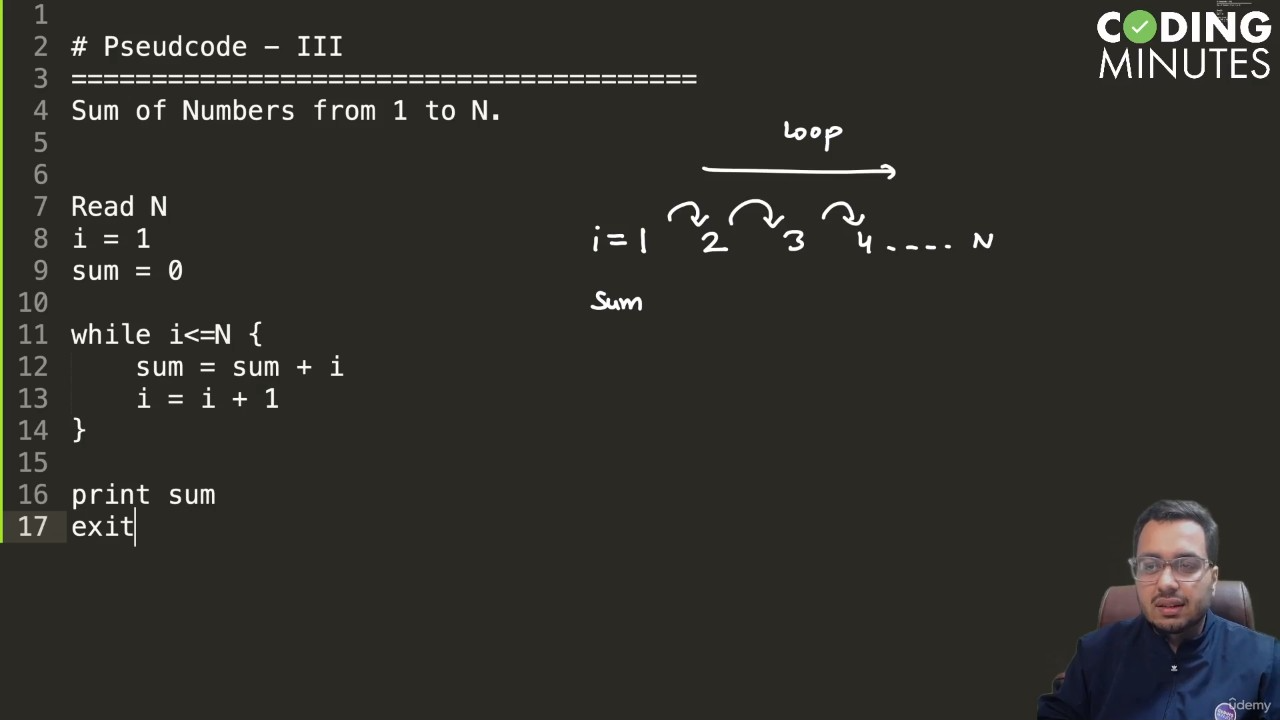 1
2 # Pseudcode - III
3 =======================================
4 Sum of Numbers from 1 to N.
5
6
7 Read N
8 i = 1
9 sum = 0
10
11 while i<=N {
12 sum = sum + i
13 i = i + 1
14 }
15
16 print sum
17 exit
CODING
MINUTES
Loop
i = 1 2 3 4 . . . . N
Sum
ûdemy